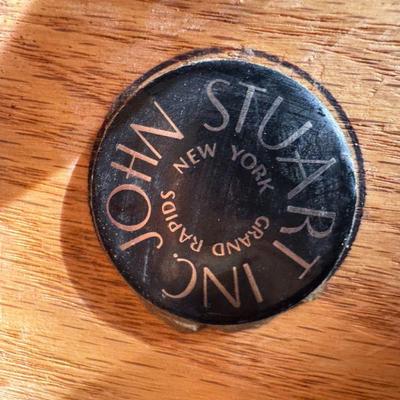 JOHN STUART INC.
NEW YORK
GRAND RAPIDS